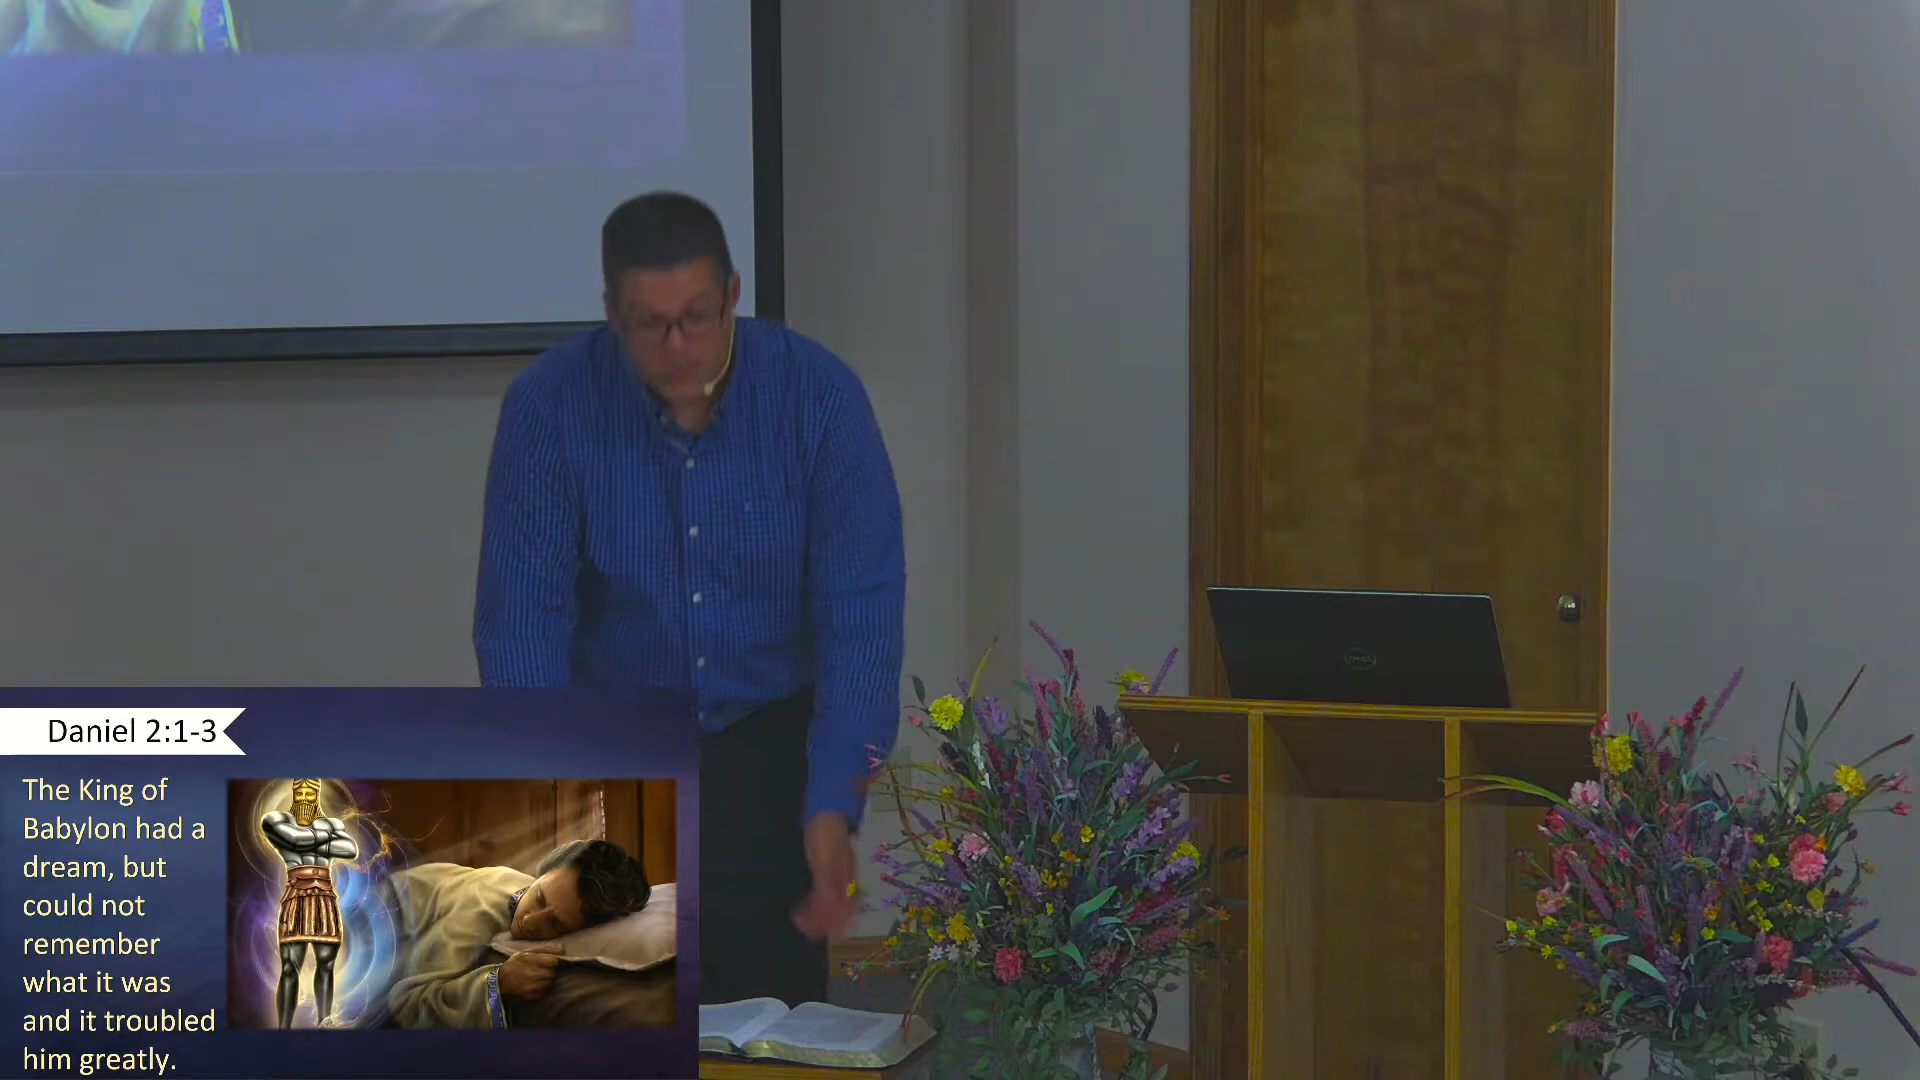 Daniel 2:1-3
The King of
Babylon had a
dream, but
could not
remember
what it was
and it troubled
him greatly.